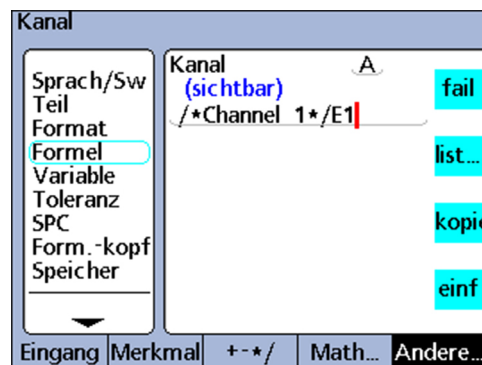 Kanal
Sprach/Sw
Teil
Format
Formel
Variable
Toleranz
SPC
Form.-kopf
Speicher
Kanal A
(sichtbar)
/*Channel 1*/E1
fail
list...
kopie
einf
Eingang Merkmal +-*/ Math... Andere...